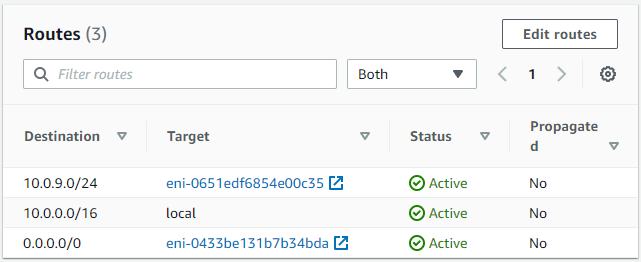 Routes (3)
Edit routes
Filter routes
Both
1
Destination Target Status Propagate
d
10.0.9.0/24 eni-0651edf6854e00c35 Active No
10.0.0.0/16 local Active No
0.0.0.0/0 eni-0433be131b7b34bda Active No